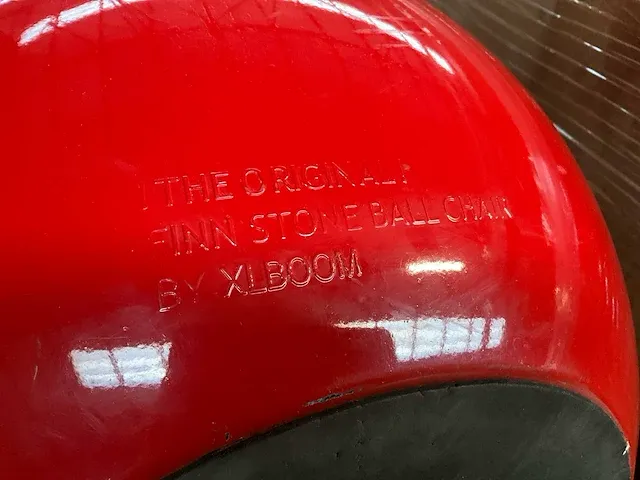 ! THE ORIGINAL !
FINN STONE BALL CHAIR
BY XLBOOM